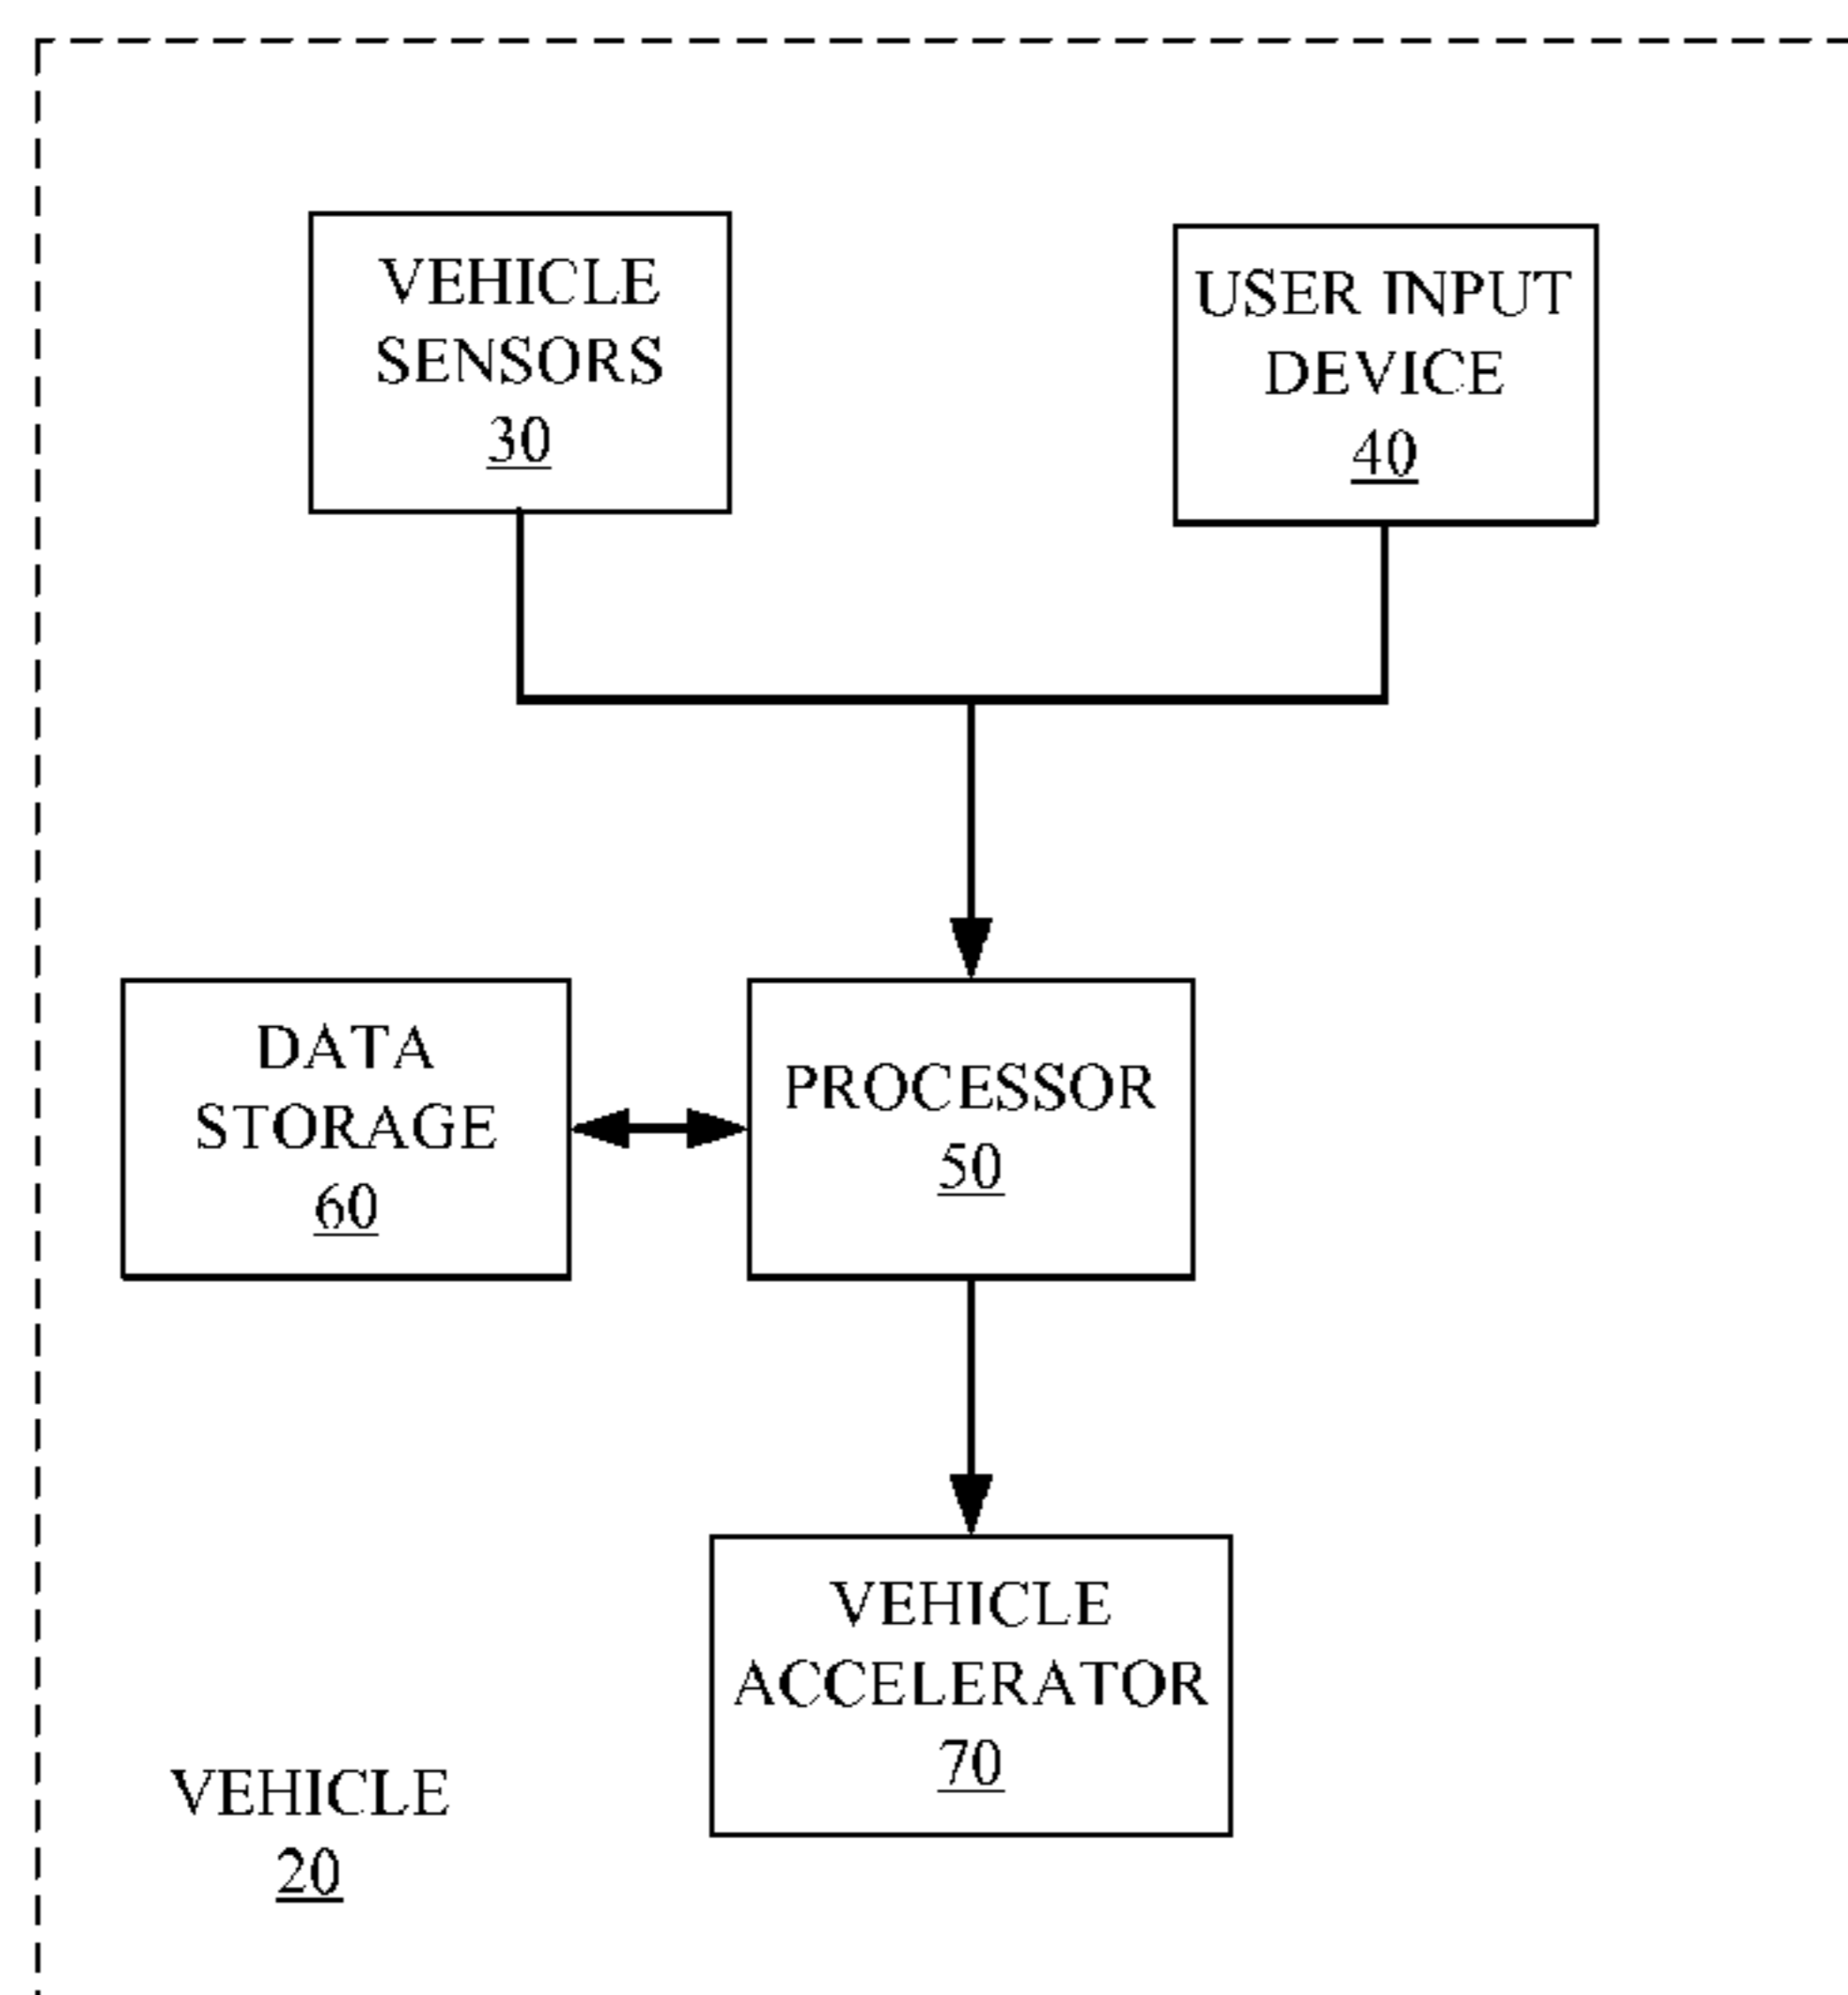 VEHICLE
SENSORS
30
USER INPUT
DEVICE
40
DATA
STORAGE
60
PROCESSOR
50
VEHICLE
ACCELERATOR
70
VEHICLE
20